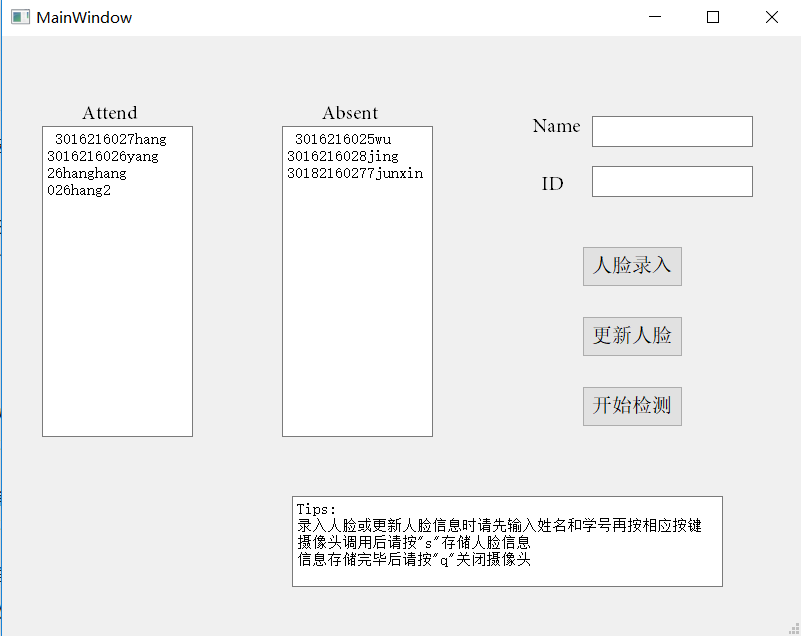 MainWindow
Attend
3016216027hang
3016216026yang
26hanghang
026hang2
Absent
3016216025wu
3016216028jing
30182160277junxin
Name
ID
人脸录入
更新人脸
开始检测
Tips:
录入人脸或更新人脸信息时请先输入姓名和学号再按相应按键
摄像头调用后请按"s"存储人脸信息
信息存储完毕后请按"q"关闭摄像头